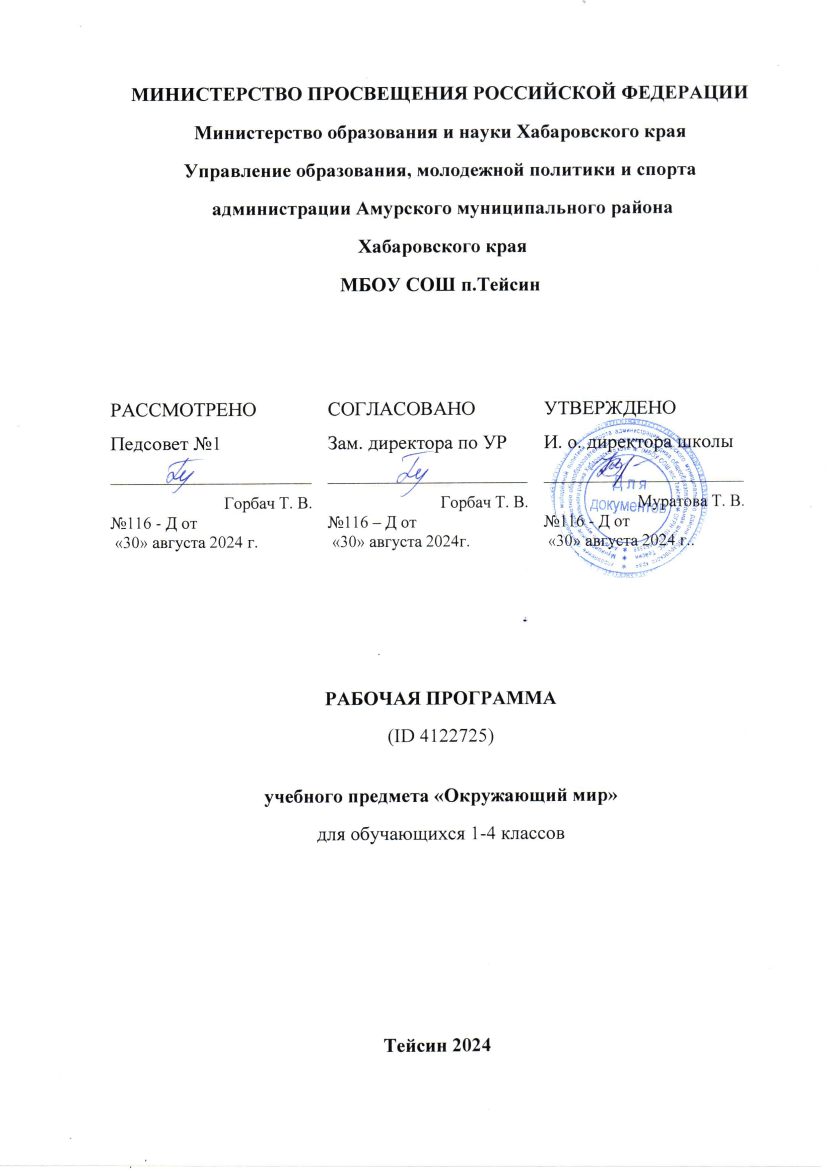 МИНИСТЕРСТВО ПРОСВЕЩЕНИЯ РОССИЙСКОЙ ФЕДЕРАЦИИ
Министерство образования и науки Хабаровского края
Управление образования, молодежной политики и спорта
администрации Амурского муниципального района
Хабаровского края
МБОУ СОШ п.Тейсин
РАССМОТРЕНО
Педсовет №1
Горбач Т. В.
№116 - Д от
«30» августа 2024 г.
СОГЛАСОВАНО
Зам. директора по УР
Горбач Т. В.
№116 – Д от
«30» августа 2024г.
УТВЕРЖДЕНО
И. о. директора школы
Муратова Т. В.
№116 - Д от
«30» августа 2024 г..
Для
документов
РАБОЧАЯ ПРОГРАММА
(ID 4122725)
учебного предмета «Окружающий мир»
для обучающихся 1-4 классов
Тейсин 2024